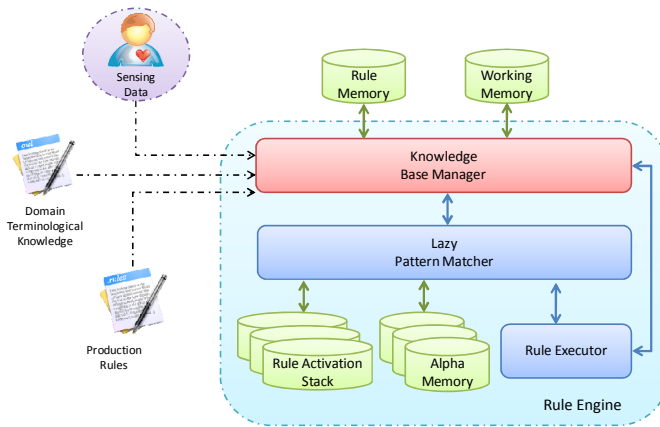 Sensing
Data
Rule
Memory
Working
Memory
owl
Knowledge
Base Manager
Domain
Terminological
Knowledge
Lazy
Pattern Matcher
rules
Production
Rules
Rule Activation
Stack
Alpha
Memory
Rule Executor
Rule Engine